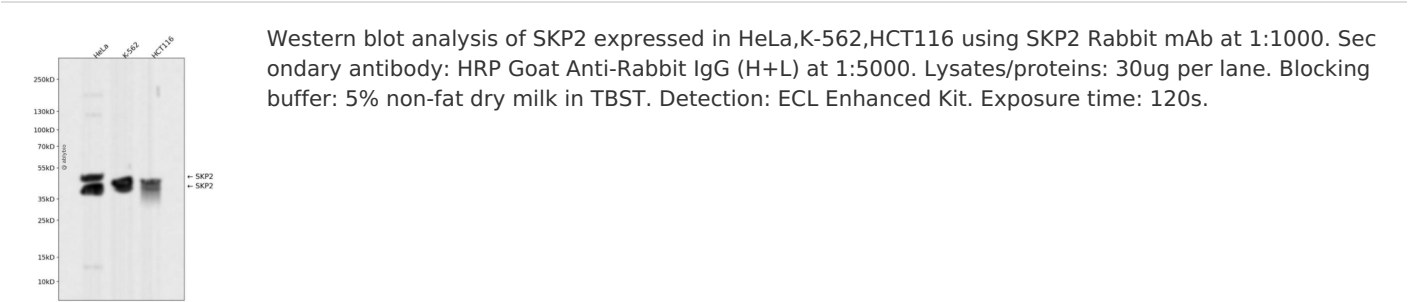 Western blot analysis of SKP2 expressed in HeLa,K-562,HCT116 using SKP2 Rabbit mAb at 1:1000. Sec
ondary antibody: HRP Goat Anti-Rabbit IgG (H+L) at 1:5000. Lysates/proteins: 30ug per lane. Blocking
buffer: 5% non-fat dry milk in TBST. Detection: ECL Enhanced Kit. Exposure time: 120s.
HeLa
K-562
HCT116
250kD
130kD
100kD
70kD
55kD
35kD
25kD
15kD
10kD
← SKP2
← SKP2